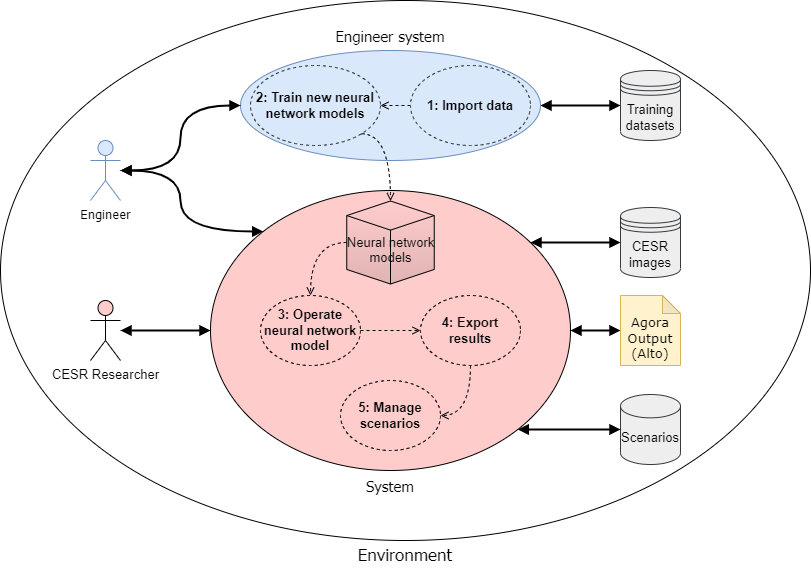 Engineer system
2: Train new neural
network models
1: Import data
Training
datasets
Engineer
Neural network
models
CESR
images
3: Operate
neural network
model
4: Export
results
Agora
Output
(Alto)
CESR Researcher
5: Manage
scenarios
Scenarios
System
Environment